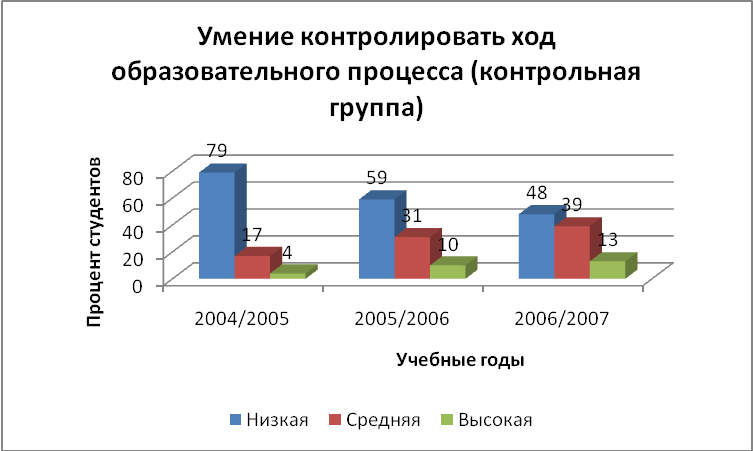 Умение контролировать ход
образовательного процесса (контрольная
группа)
Процент студентов
80
60
40
20
0
79
17
4
59
31
10
48
39
13
2004/2005
2005/2006
2006/2007
Учебные годы
Низкая
Средняя
Высокая